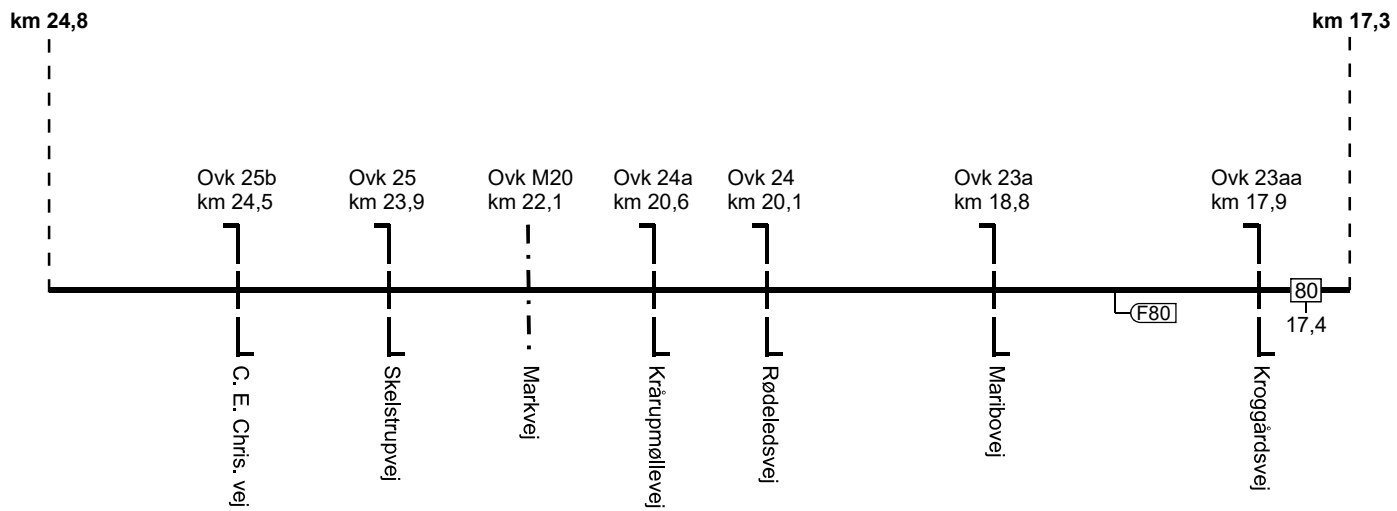 km 24,8
km 17,3
Ovk 25b
km 24,5
Ovk 25
km 23,9
Ovk M20
km 22,1
Ovk 24a
km 20,6
Ovk 24
km 20,1
Ovk 23a
km 18,8
Ovk 23aa
km 17,9
80
F80
17,4
C. E. Chris. vej
Skelstrupvej
Markvej
Krårupmøllevej
Rødeledsvej
Maribovej
Kroggårdsvej